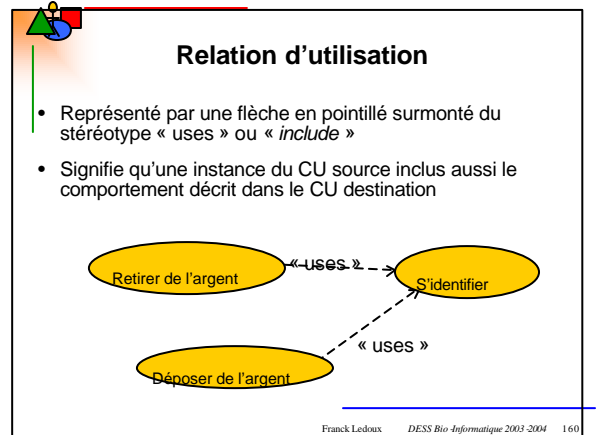 Relation d'utilisation
• Représenté par une flèche en pointillé surmonté du
stéréotype « uses » ou « include »
• Signifie qu'une instance du CU source inclus aussi le
comportement décrit dans le CU destination
Retirer de l'argent
« uses »
S'identifier
« uses »
Déposer de l'argent
Franck Ledoux DESS Bio-Informatique 2003-2004 160